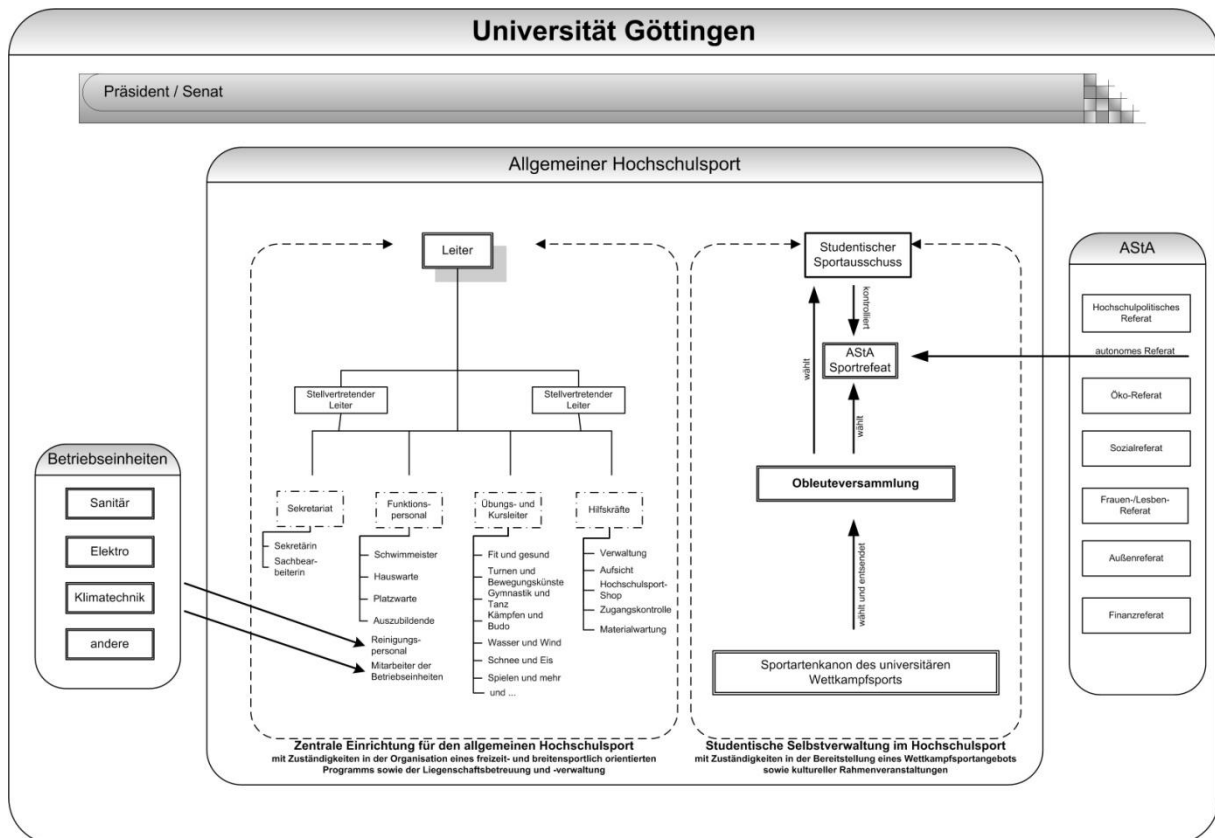 Universität Göttingen
Präsident / Senat
Allgemeiner Hochschulsport
Leiter
Stellvertretender
Leiter
Stellvertretender
Leiter
Sekretariat
Sekretärin
Sachbear-
beiterin
Funktions-
personal
Schwimmeister
Hauswarte
Platzwarte
Auszubildende
Reinigungs-
personal
Mitarbeiter der
Betriebseinheiten
Übungs- und
Kursleiter
Fit und gesund
Turnen und
Bewegungskünste
Gymnastik und
Tanz
Kämpfen und
Budo
Wasser und Wind
Schnee und Eis
Spielen und mehr
und ...
Hilfskräfte
Verwaltung
Aufsicht
Hochschulsport-
Shop
Zugangskontrolle
Materialwartung
Zentrale Einrichtung für den allgemeinen Hochschulsport
mit Zuständigkeiten in der Organisation eines freizeit- und breitensportlich orientierten
Programms sowie der Liegenschaftsbetreuung und -verwaltung
Betriebseinheiten
Sanitär
Elektro
Klimatechnik
andere
Studentischer
Sportausschuss
kontrolliert
AStA
Sportrefeat
wählt
wählt
Obleuteversammlung
wählt und entsendet
Sportartenkanon des universitären
Wettkampfsports
Studentische Selbstverwaltung im Hochschulsport
mit Zuständigkeiten in der Bereitstellung eines Wettkampfsportangebots
sowie kultureller Rahmenveranstaltungen
AStA
Hochschulpolitisches
Referat
autonomes Referat
Öko-Referat
Sozialreferat
Frauen-/Lesben-
Referat
Außenreferat
Finanzreferat